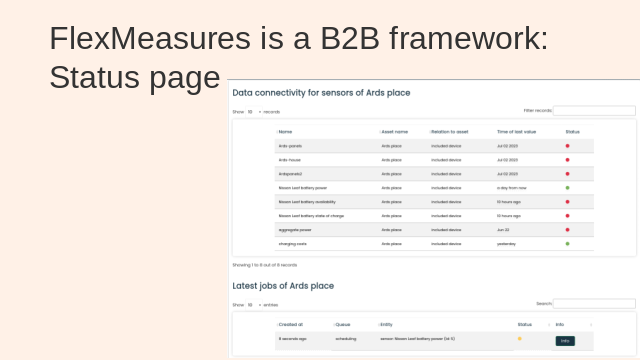 FlexMeasures is a B2B framework:
Status page
Data connectivity for sensors of Ards place
Show 10 records
Filter records:
Name Asset name Relation to asset Time of last value Status
Ards-panels Ards place included device Jul 02 2023
Ards-house Ards place included device Jul 02 2023
Ardspanels2 Ards place included device Jul 02 2023
Nissan Leaf battery power Ards place included device a day from now
Nissan Leaf battery availability Ards place included device 10 hours ago
Nissan Leaf battery state of charge Ards place included device 10 hours ago
aggregate power Ards place included device Jun 22
charging costs Ards place included device yesterday
Showing 1 to 8 out of 8 records
Latest jobs of Ards place
Show 10 entries
Search:
Created at Queue Entity Status Info
8 seconds ago scheduling sensor: Nissan Leaf battery power Info